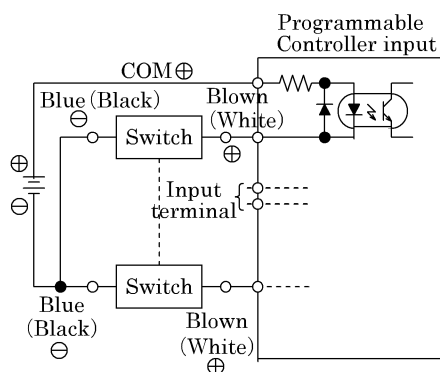 Programmable
Controller input
COM⊕
Blue (Black)
⊖
Blown
(White)
⊕
Switch
⊕
⊖
Input
terminal
Switch
Blue
(Black)
⊖
Blown
(White)
⊕